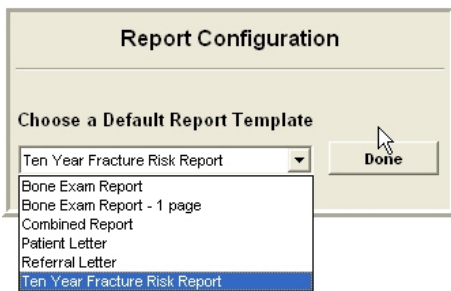 Report Configuration
Choose a Default Report Template
Ten Year Fracture Risk Report
Done
Bone Exam Report
Bone Exam Report - 1 page
Combined Report
Patient Letter
Referral Letter
Ten Year Fracture Risk Report